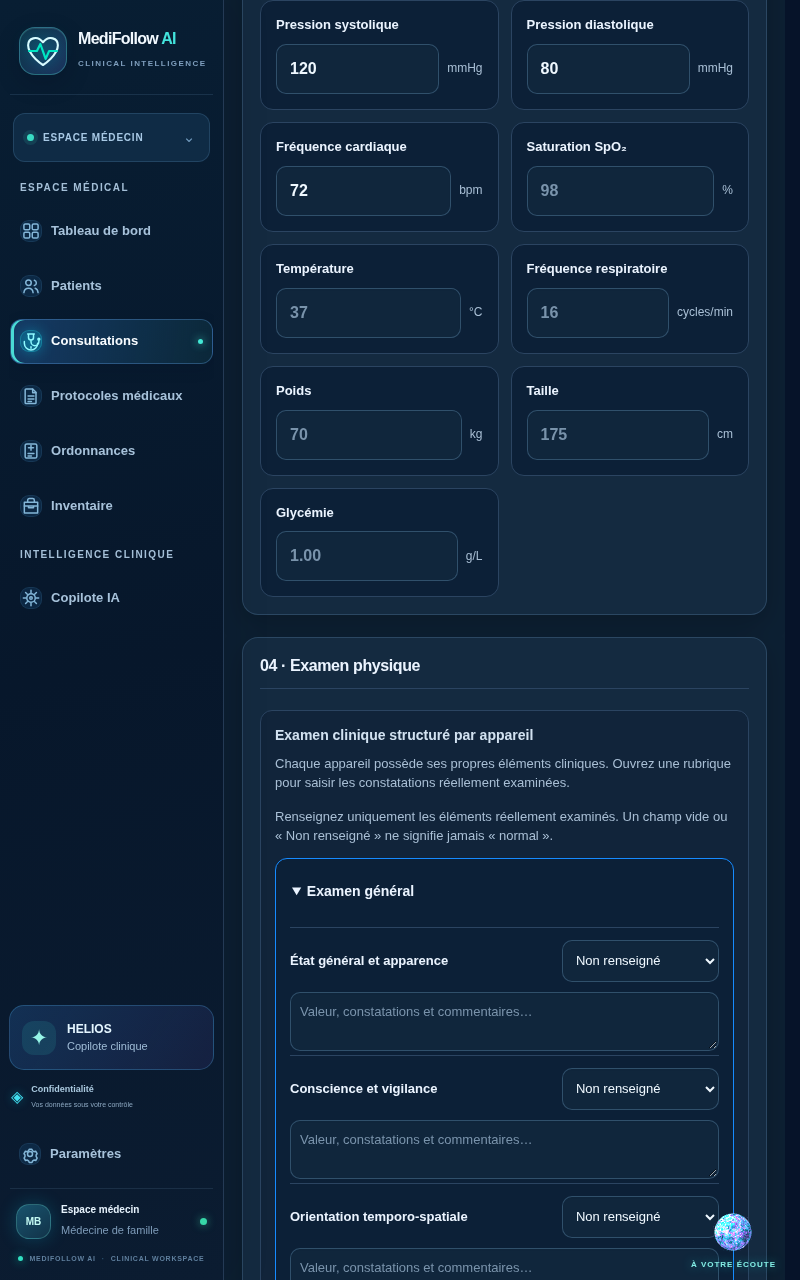 MediFollow AI
CLINICAL INTELLIGENCE
ESPACE MÉDECIN
ESPACE MÉDICAL
Tableau de bord
Patients
Consultations
Protocoles médicaux
Ordonnances
Inventaire
INTELLIGENCE CLINIQUE
Copilote IA
HELIOS
Copilote clinique
Confidentialité
Vos données sous votre contrôle
Paramètres
MB
Espace médecin
Médecine de famille
MEDIFOLLOW AI · CLINICAL WORKSPACE
Pression systolique
120 mmHg
Pression diastolique
80 mmHg
Fréquence cardiaque
72 bpm
Saturation SpO₂
98 %
Température
37 °C
Fréquence respiratoire
16 cycles/min
Poids
70 kg
Taille
175 cm
Glycémie
1.00 g/L
04 · Examen physique
Examen clinique structuré par appareil
Chaque appareil possède ses propres éléments cliniques. Ouvrez une rubrique
pour saisir les constatations réellement examinées.
Renseignez uniquement les éléments réellement examinés. Un champ vide ou
« Non renseigné » ne signifie jamais « normal ».
▼ Examen général
État général et apparence
Non renseigné
Valeur, constatations et commentaires…
Conscience et vigilance
Non renseigné
Valeur, constatations et commentaires…
Orientation temporo-spatiale
Non renseigné
Valeur, constatations et commentaires…
À VOTRE ÉCOUTE